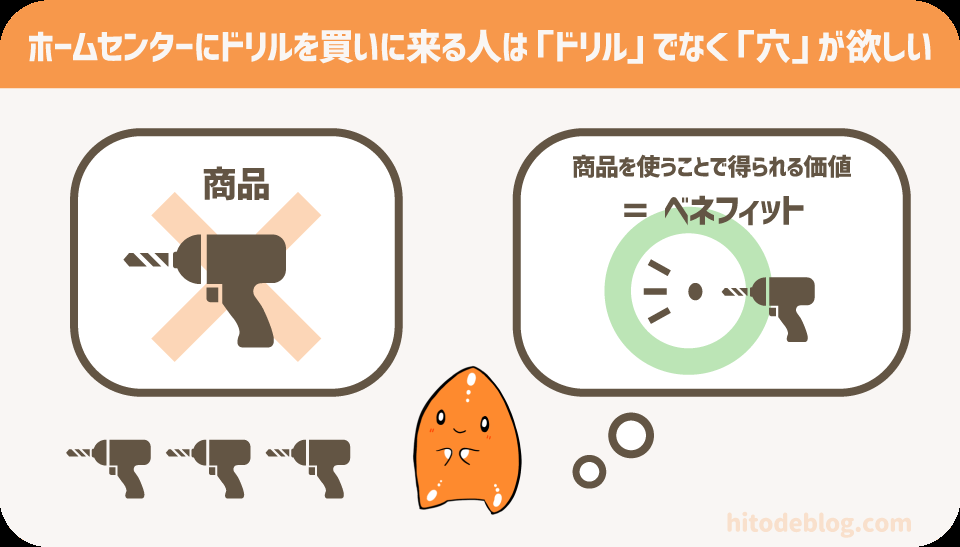 ホームセンターにドリルを買いに来る人は「ドリル」でなく「穴」が欲しい
商品
商品を使うことで得られる価値
＝ ベネフィット
hitodeblog.com